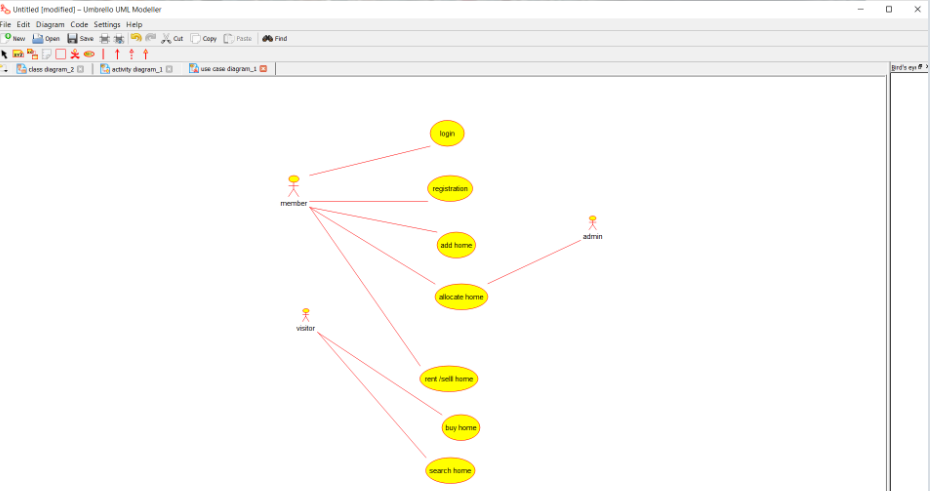 Untitled [modified] – Umbrello UML Modeller
File Edit Diagram Code Settings Help
New Open Save Cut Copy Paste Find
class diagram_2 activity diagram_1 use case diagram_1
Bird's eye
login
registration
member
admin
add home
allocate home
visitor
rent /selli home
buy home
search home